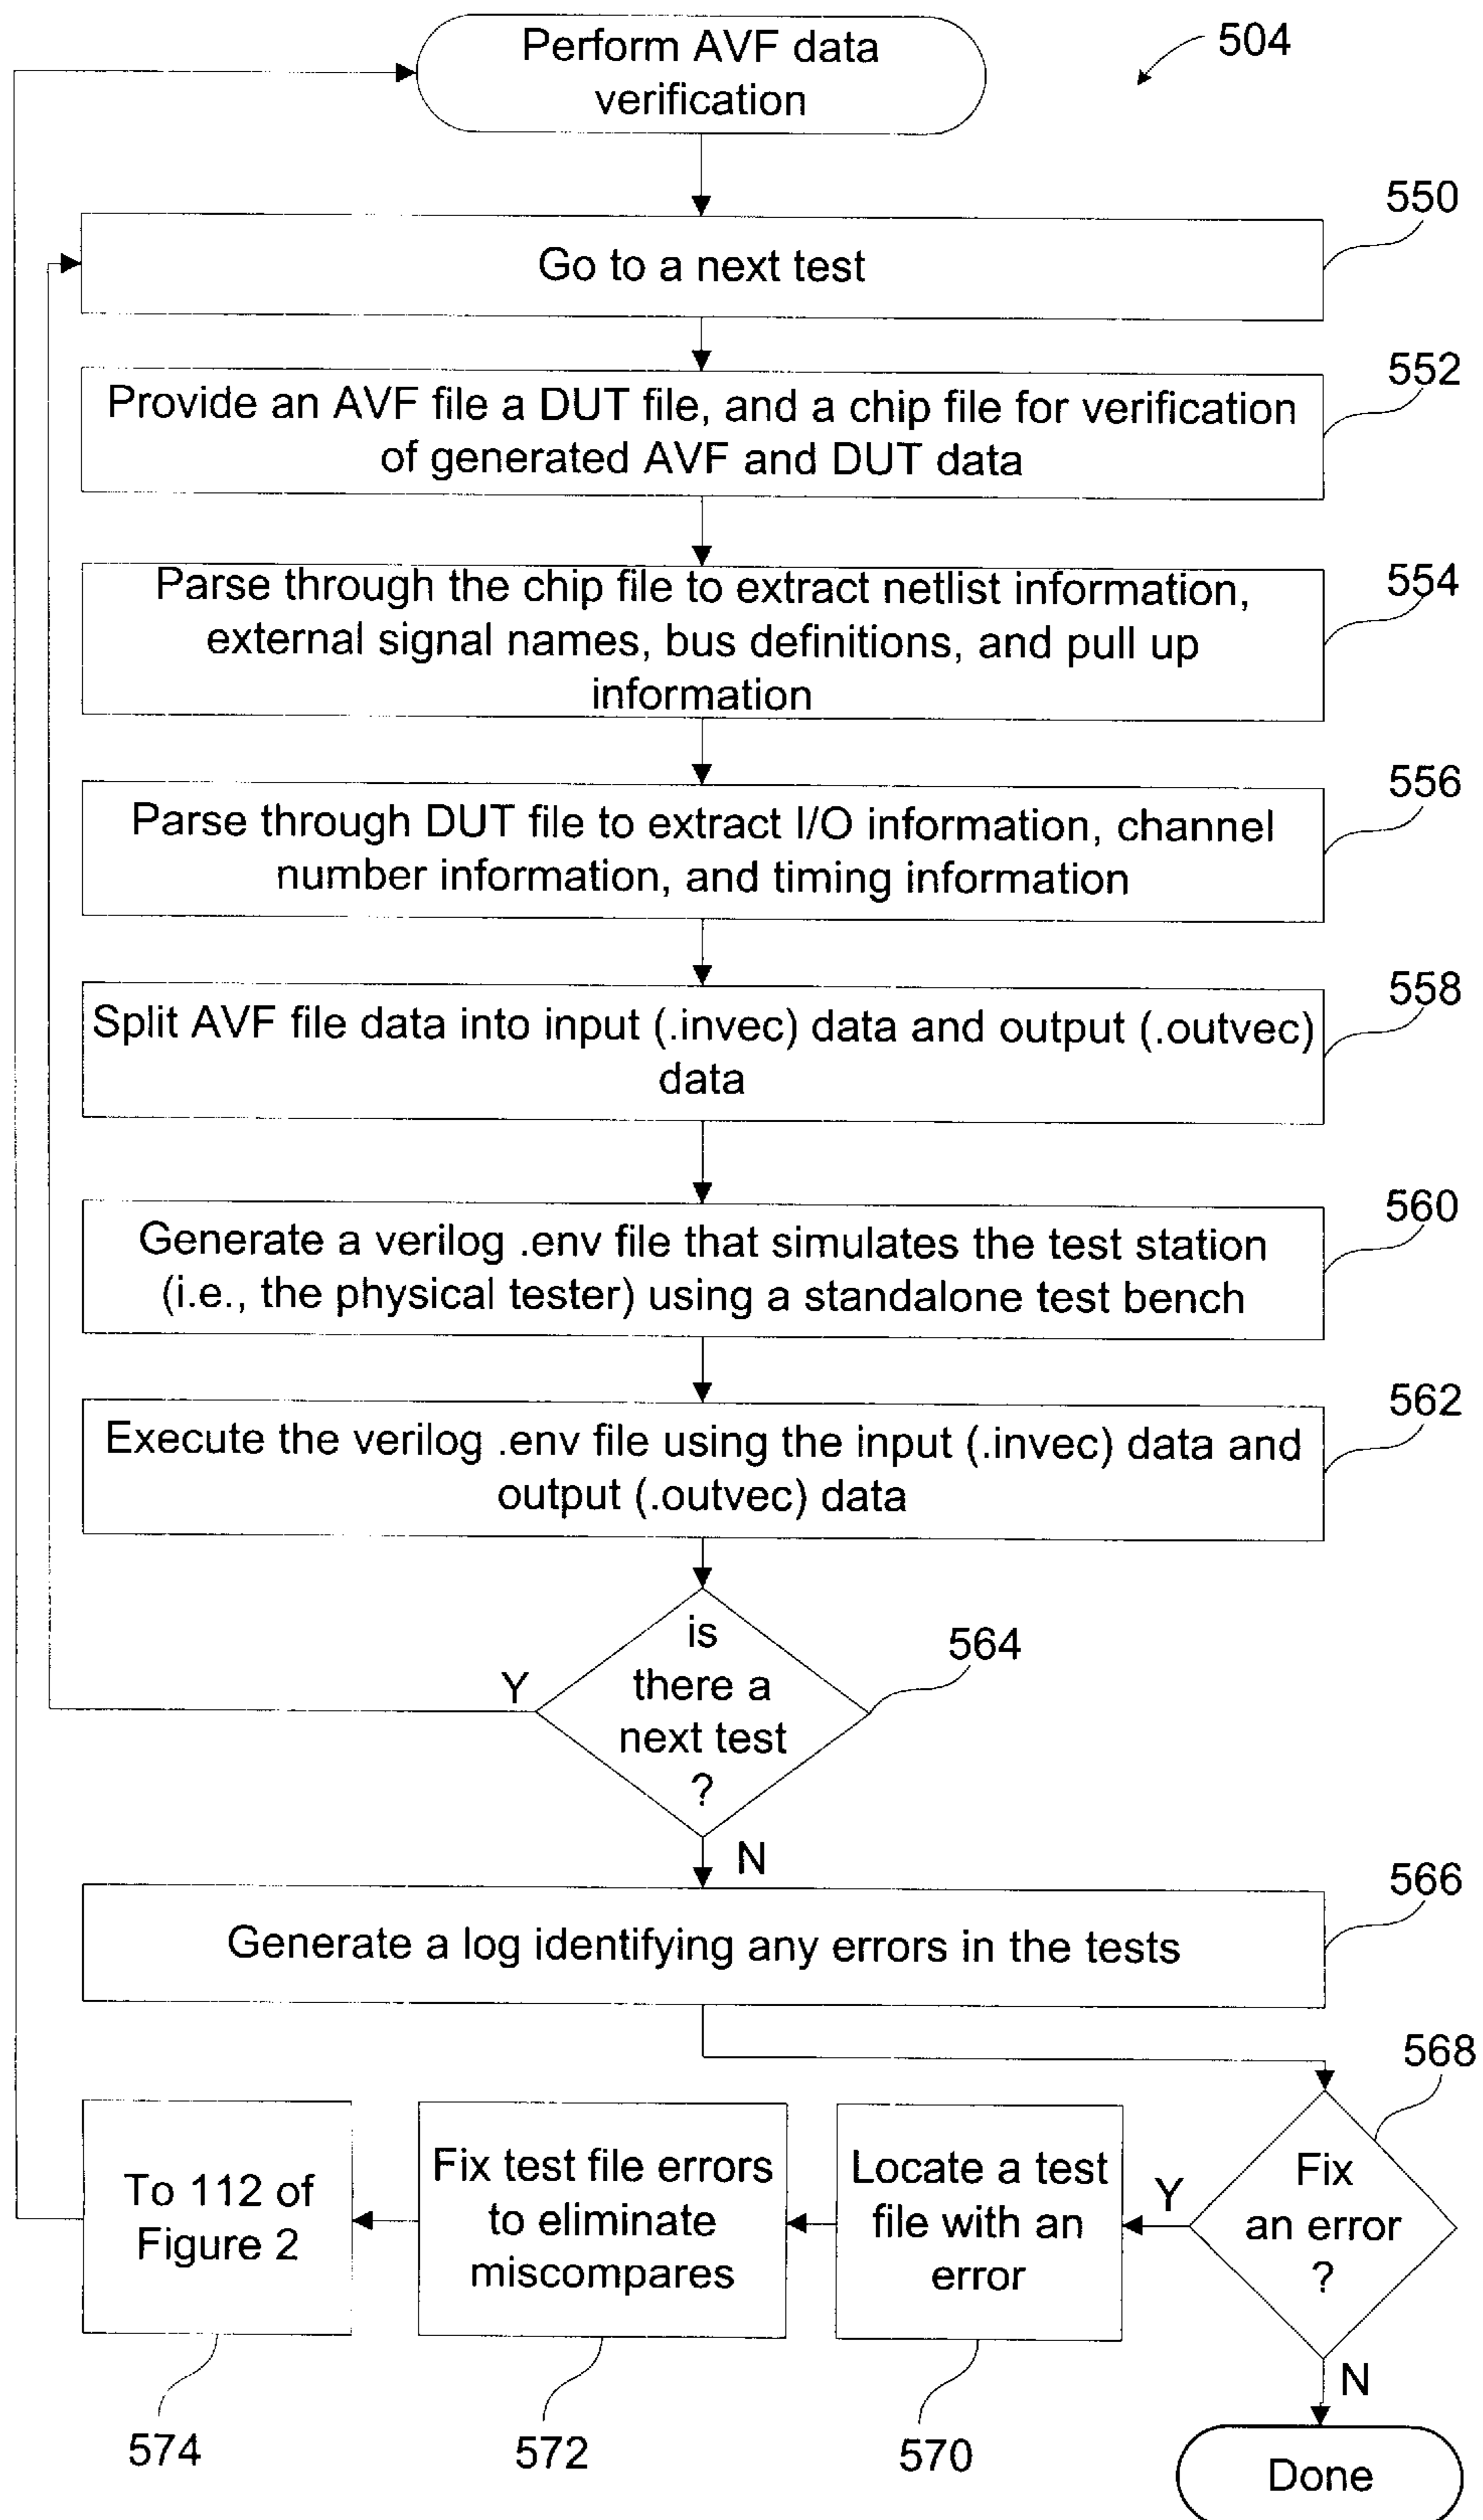 Perform AVF data
verification
504
550
Go to a next test
552
Provide an AVF file a DUT file, and a chip file for verification
of generated AVF and DUT data
554
Parse through the chip file to extract netlist information,
external signal names, bus definitions, and pull up
information
556
Parse through DUT file to extract I/O information, channel
number information, and timing information
558
Split AVF file data into input (.invec) data and output (.outvec)
data
560
Generate a verilog .env file that simulates the test station
(i.e., the physical tester) using a standalone test bench
562
Execute the verilog .env file using the input (.invec) data and
output (.outvec) data
is
there a
next test
?
564
Y
N
566
Generate a log identifying any errors in the tests
568
Fix
an error
?
Y
Locate a test
file with an
error
Fix test file errors
to eliminate
miscompares
To 112 of
Figure 2
N
574
572
570
Done